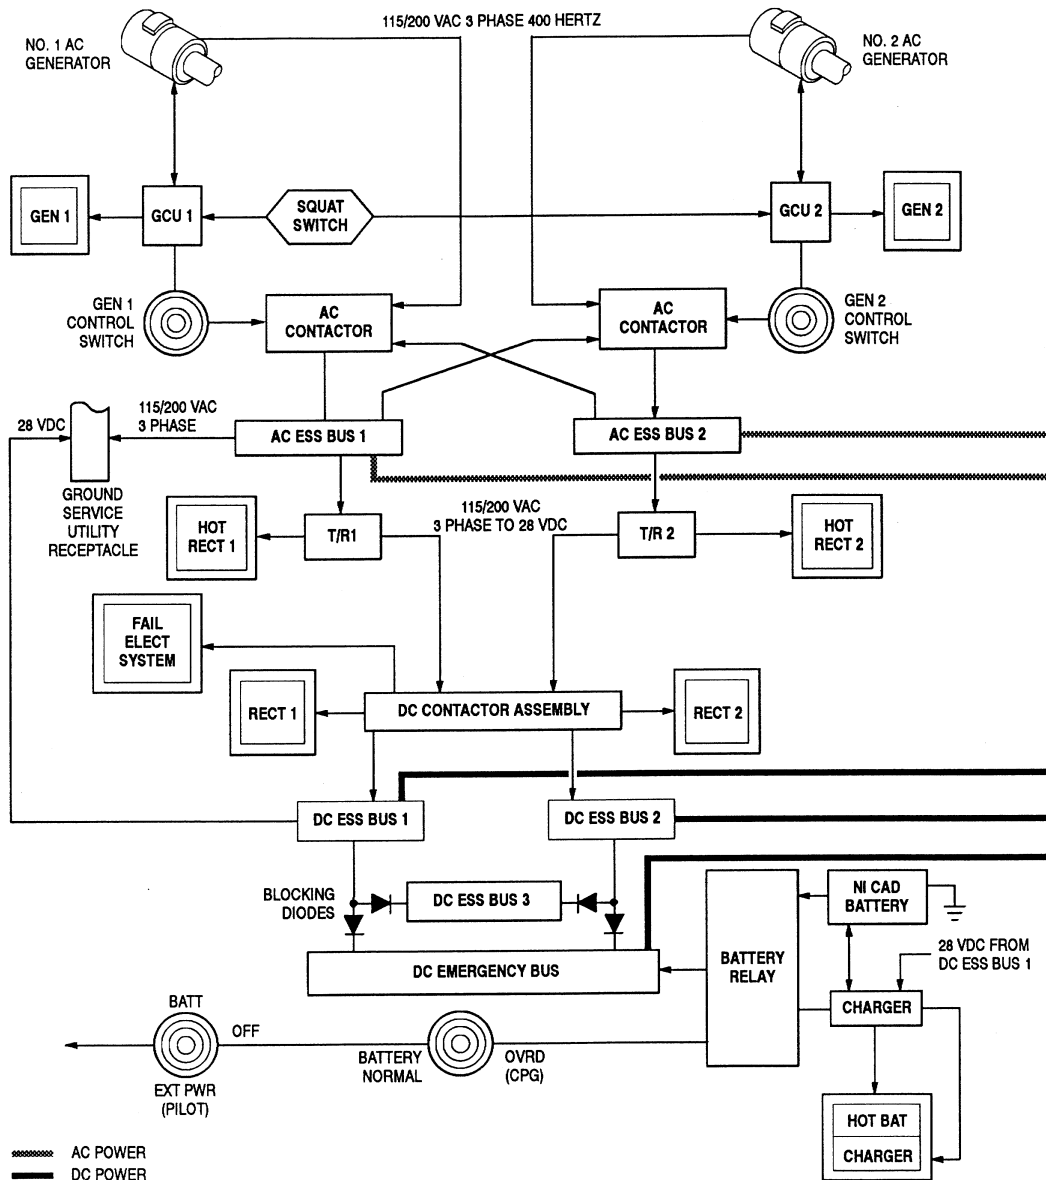 115/200 VAC 3 PHASE 400 HERTZ
NO. 1 AC
GENERATOR
NO. 2 AC
GENERATOR
GEN 1
GCU 1
SQUAT
SWITCH
GCU 2
GEN 2
GEN 1
CONTROL
SWITCH
AC
CONTACTOR
AC
CONTACTOR
GEN 2
CONTROL
SWITCH
28 VDC
115/200 VAC
3 PHASE
AC ESS BUS 1
AC ESS BUS 2
GROUND
SERVICE
UTILITY
RECEPTACLE
HOT
RECT 1
T/R1
115/200 VAC
3 PHASE TO 28 VDC
T/R 2
HOT
RECT 2
FAIL
ELECT
SYSTEM
RECT 1
DC CONTACTOR ASSEMBLY
RECT 2
DC ESS BUS 1
DC ESS BUS 2
BLOCKING
DIODES
DC ESS BUS 3
NI CAD
BATTERY
BATTERY
RELAY
28 VDC FROM
DC ESS BUS 1
DC EMERGENCY BUS
CHARGER
BATT
OFF
EXT PWR
(PILOT)
BATTERY
NORMAL
OVRD
(CPG)
HOT BAT
CHARGER
AC POWER
DC POWER